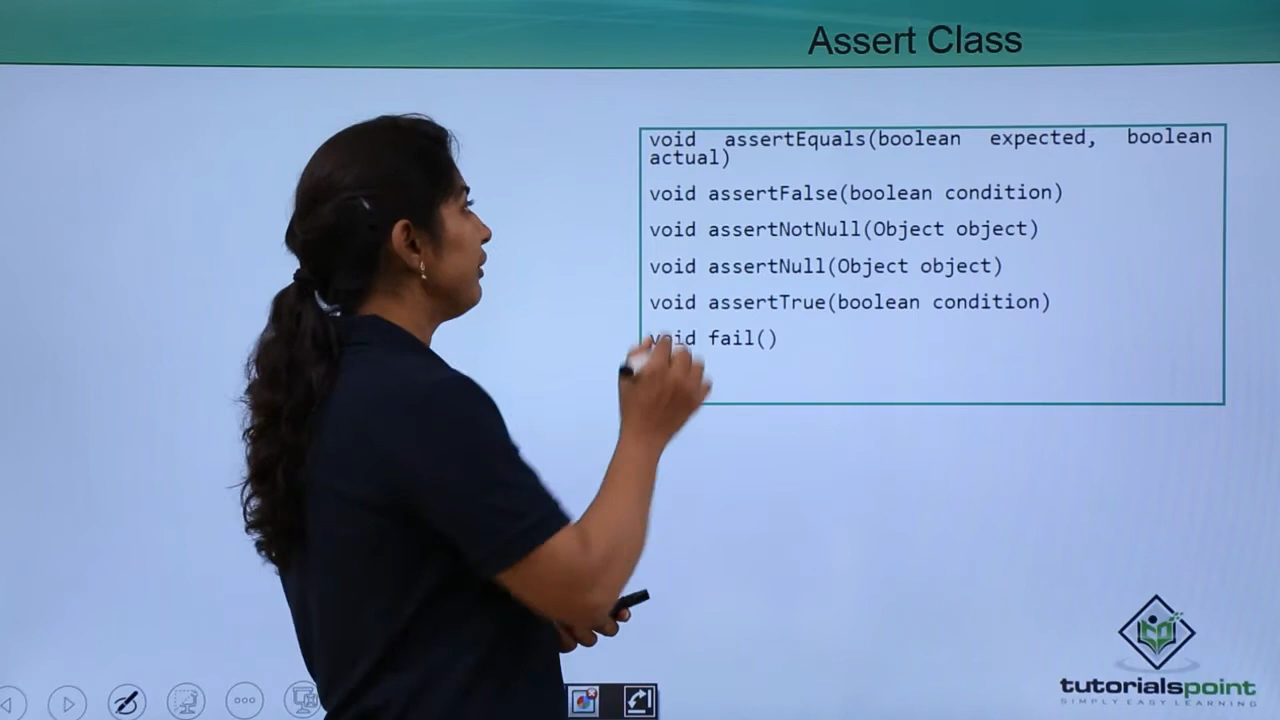 Assert Class
void assertEquals(boolean expected, boolean
actual)
void assertFalse(boolean condition)
void assertNotNull(Object object)
void assertNull(Object object)
void assertTrue(boolean condition)
void fail()
tutorialspoint
SIMPLY EASY LEARNING